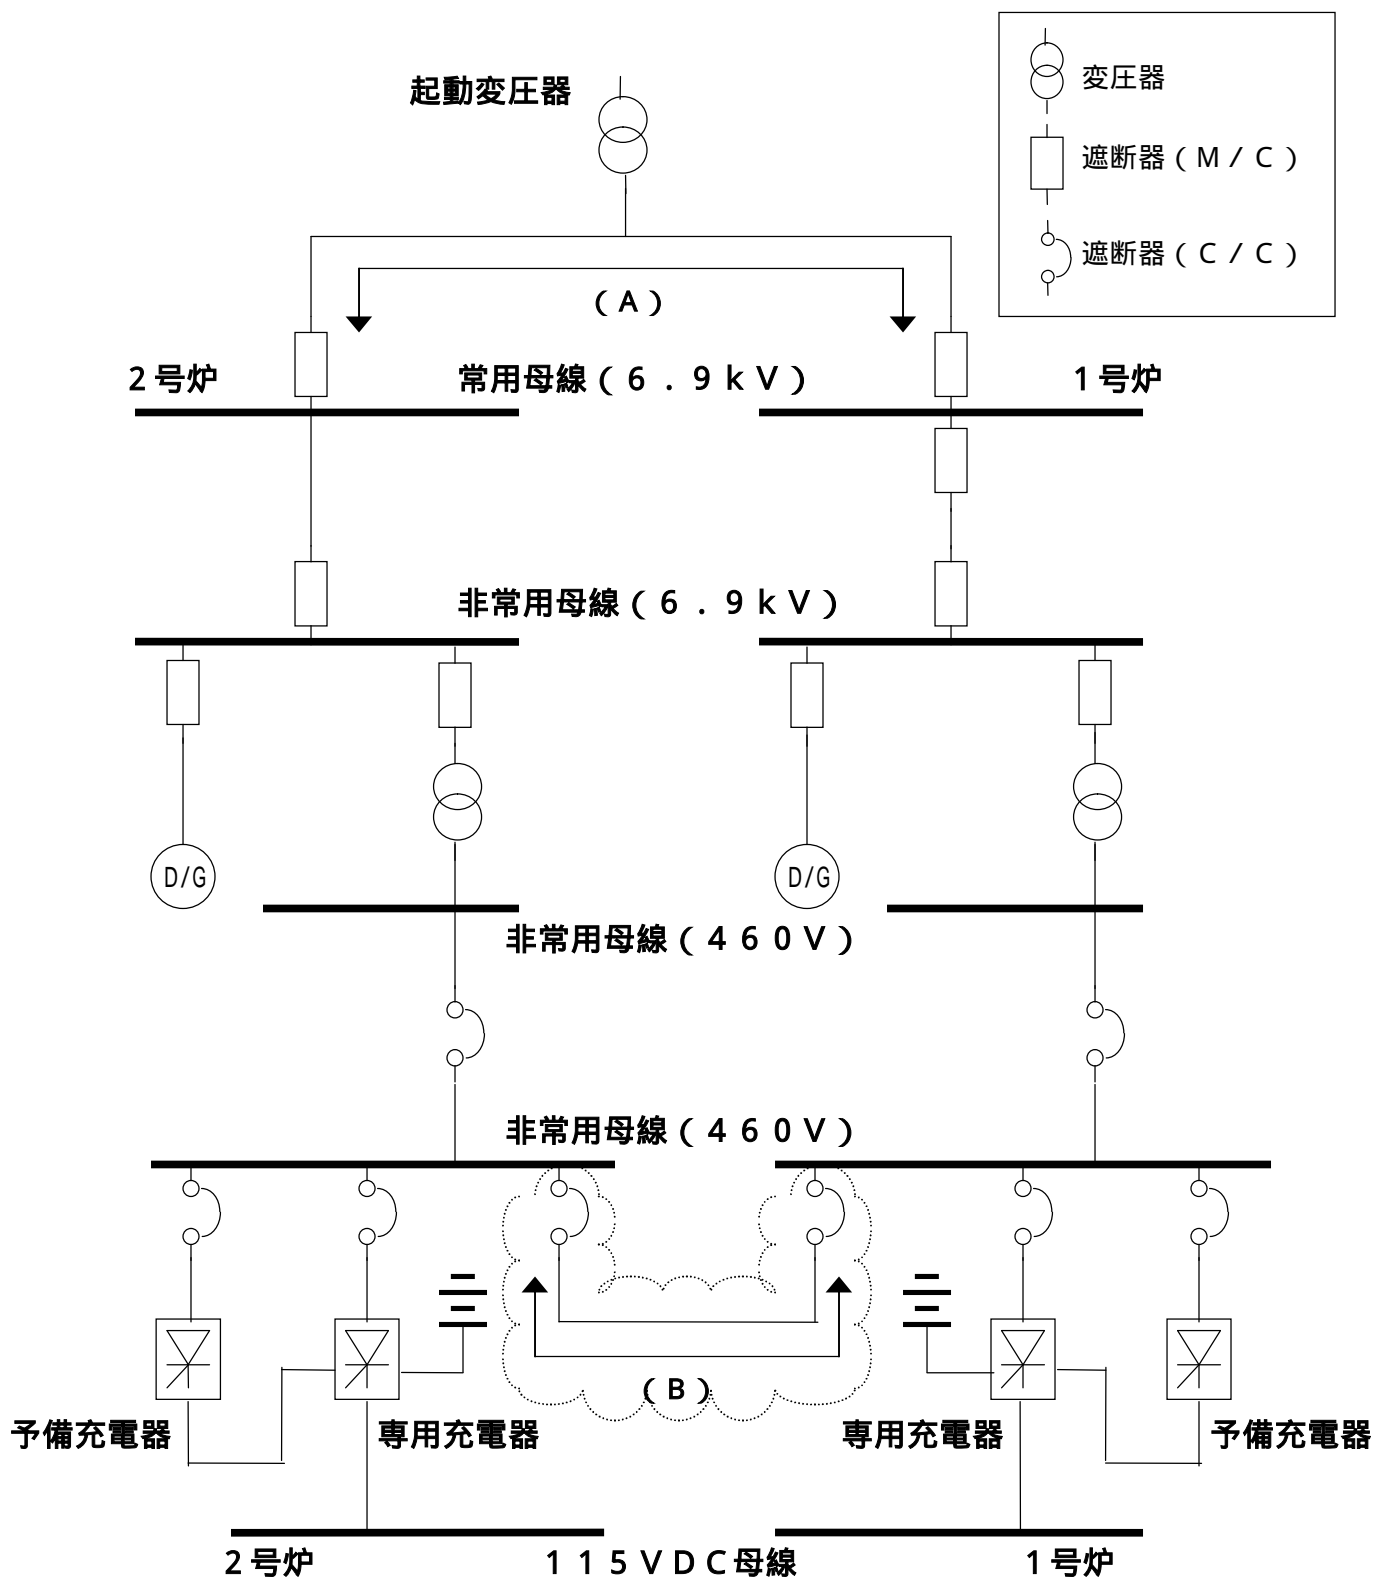 起動変圧器
変圧器
遮断器(M/C)
遮断器(C/C)
(A)
2号炉
常用母線(6.9kV)
1号炉
非常用母線(6.9kV)
D/G
D/G
非常用母線(460V)
非常用母線(460V)
(B)
予備充電器
専用充電器
専用充電器
予備充電器
2号炉
115VDC母線
1号炉